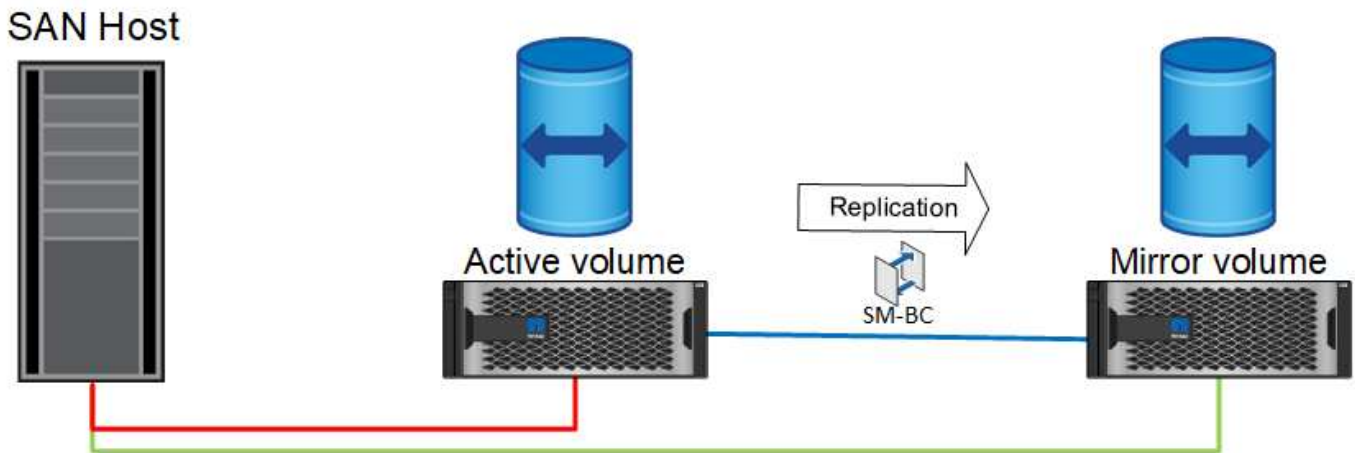 SAN Host
Active volume
Replication
SM-BC
Mirror volume